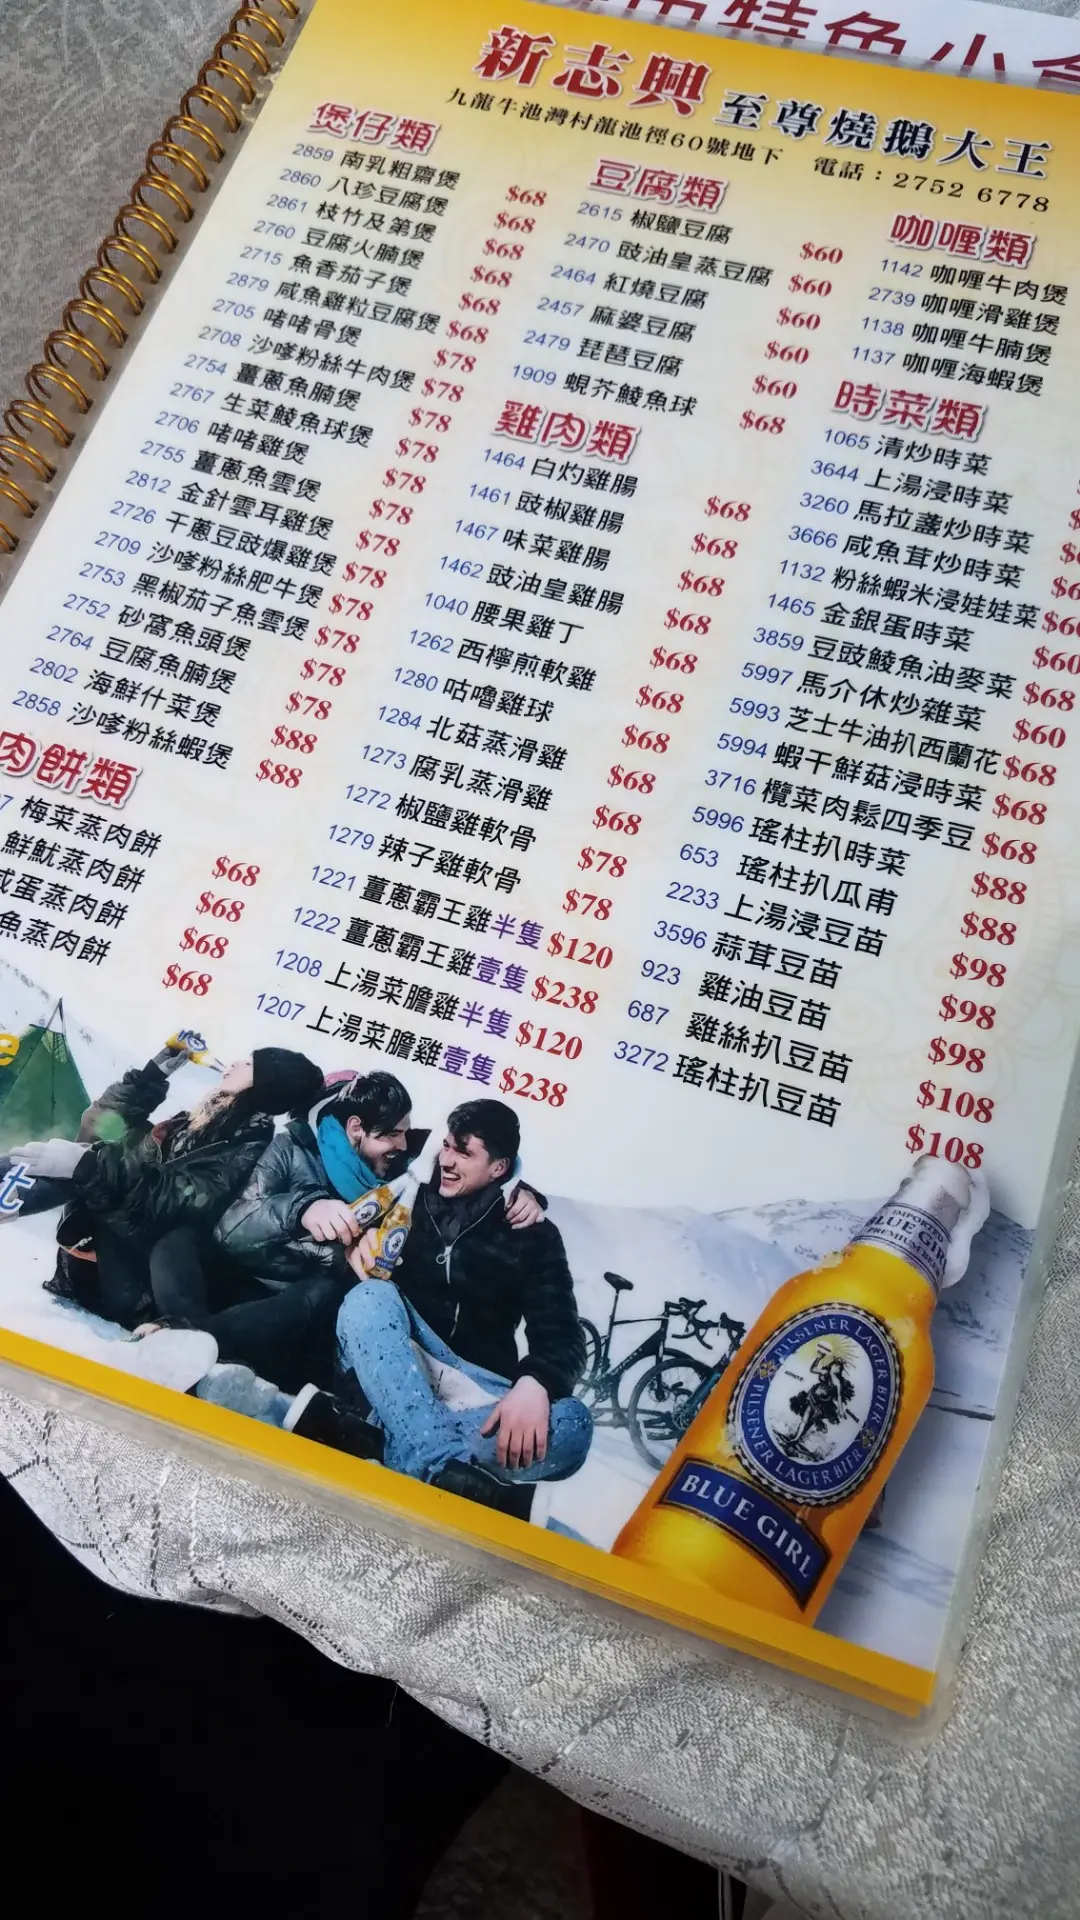 新志興 至尊燒鵝大王
九龍牛池灣村龍池徑60號地下 電話：2752 6778
煲仔類
2859 南乳粗齋煲 $68
2860 八珍豆腐煲 $68
2861 枝竹及第煲 $68
2760 豆腐火腩煲 $68
2715 魚香茄子煲 $68
2879 咸魚雞粒豆腐煲 $68
2705 啫啫骨煲 $78
2708 沙嗲粉絲牛肉煲 $78
2754 薑蔥魚腩煲 $78
2767 生菜鯪魚球煲 $78
2706 啫啫雞煲 $78
2755 薑蔥魚雲煲 $78
2812 金針雲耳雞煲 $78
2726 干蔥豆豉爆雞煲 $78
2709 沙嗲粉絲肥牛煲 $78
2753 黑椒茄子魚雲煲 $78
2752 砂窩魚頭煲 $78
2764 豆腐魚腩煲 $78
2802 海鮮什菜煲 $88
2858 沙嗲粉絲蝦煲 $88
肉餅類
梅菜蒸肉餅 $68
鮮魷蒸肉餅 $68
咸蛋蒸肉餅 $68
魚蒸肉餅 $68
豆腐類
2615 椒鹽豆腐 $60
2470 豉油皇蒸豆腐 $60
2464 紅燒豆腐 $60
2457 麻婆豆腐 $60
2479 琵琶豆腐 $60
1909 蜆芥鯪魚球 $68
雞肉類
1464 白灼雞腸 $68
1461 豉椒雞腸 $68
1467 味菜雞腸 $68
1462 豉油皇雞腸 $68
1040 腰果雞丁 $68
1262 西檸煎軟雞 $68
1280 咕嚕雞球 $68
1284 北菇蒸滑雞 $68
1273 腐乳蒸滑雞 $68
1272 椒鹽雞軟骨 $78
1279 辣子雞軟骨 $78
1221 薑蔥霸王雞半隻 $120
1222 薑蔥霸王雞壹隻 $238
1208 上湯菜膽雞半隻 $120
1207 上湯菜膽雞壹隻 $238
咖喱類
1142 咖喱牛肉煲
2739 咖喱滑雞煲
1138 咖喱牛腩煲
1137 咖喱海蝦煲
時菜類
1065 清炒時菜
3644 上湯浸時菜
3260 馬拉盞炒時菜
3666 咸魚茸炒時菜
1132 粉絲蝦米浸娃娃菜
1465 金銀蛋時菜 $60
3859 豆豉鯪魚油麥菜 $68
5997 馬介休炒雜菜 $60
5993 芝士牛油扒西蘭花 $68
5994 蝦干鮮菇浸時菜 $68
3716 欖菜肉鬆四季豆 $68
5996 瑤柱扒時菜 $88
653 瑤柱扒瓜甫 $88
2233 上湯浸豆苗 $98
3596 蒜茸豆苗 $98
923 雞油豆苗 $98
687 雞絲扒豆苗 $108
3272 瑤柱扒豆苗 $108
IMPORTED
BLUE GIRL
PREMIUM BEER
PILSENER LAGER BIER
PILSENER LAGER BIER
BLUE GIRL